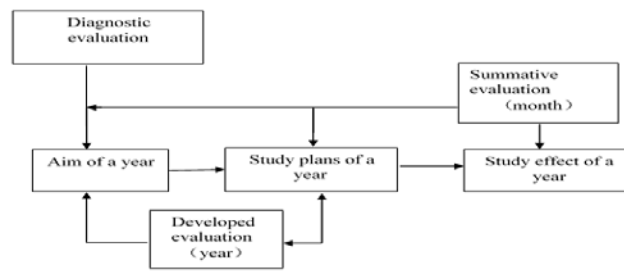 Diagnostic
evaluation
Summative
evaluation
（month）
Aim of a year
Study plans of a
year
Study effect of a
year
Developed
evaluation
（year）